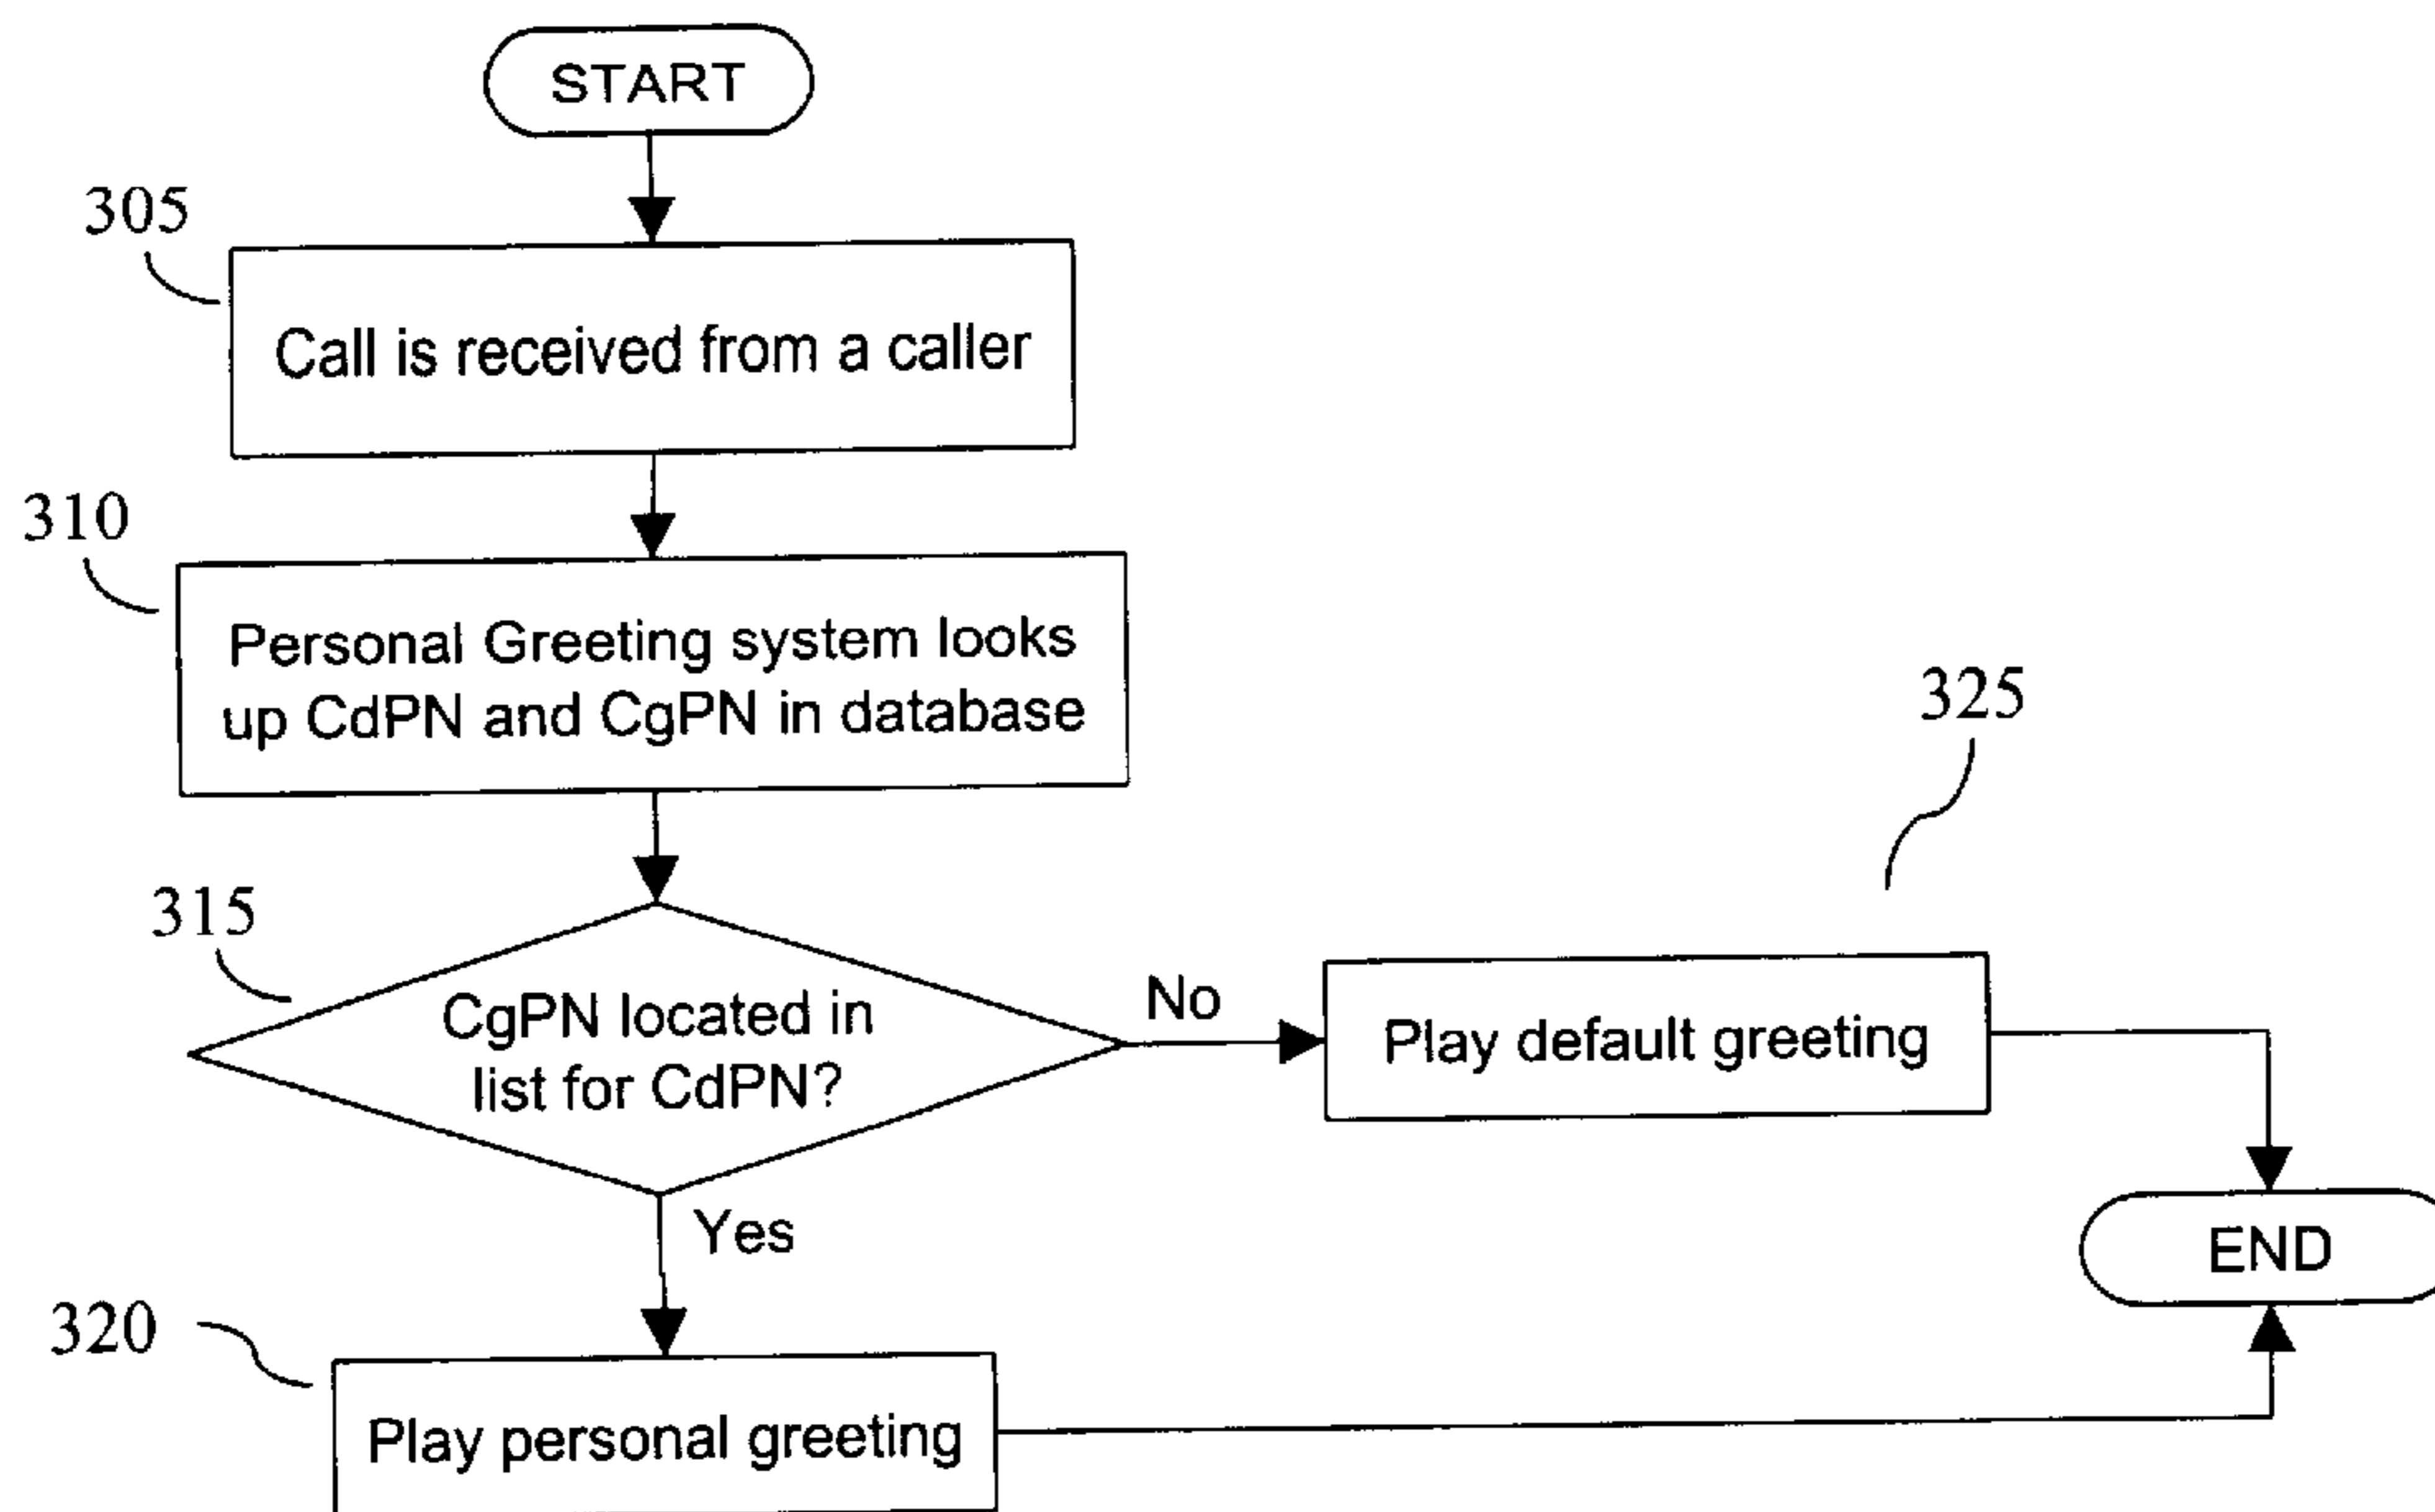 START
305
Call is received from a caller
310
Personal Greeting system looks
up CdPN and CgPN in database
325
315
CgPN located in
list for CdPN?
No
Play default greeting
Yes
END
320
Play personal greeting